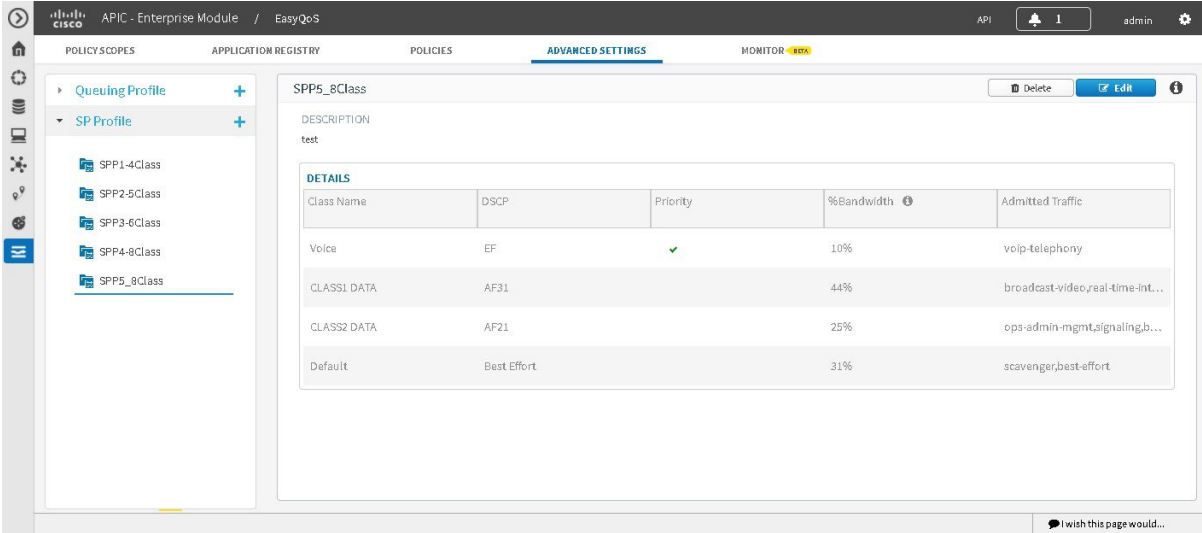 cisco APIC - Enterprise Module / EasyQoS API 1 admin
POLICY SCOPES APPLICATION REGISTRY POLICIES ADVANCED SETTINGS MONITOR BETA
Queuing Profile
SP Profile
SPP1-4Class
SPP2-5Class
SPP3-6Class
SPP4-8Class
SPP5_8Class
SPP5_8Class Delete Edit
DESCRIPTION
test
DETAILS
Class Name DSCP Priority %Bandwidth Admitted Traffic
Voice EF 10% voip-telephony
CLASS1 DATA AF31 44% broadcast-video,real-time-int...
CLASS2 DATA AF21 25% ops-admin-mgmt,signaling,b...
Default Best Effort 31% scavenger,best-effort
I wish this page would...